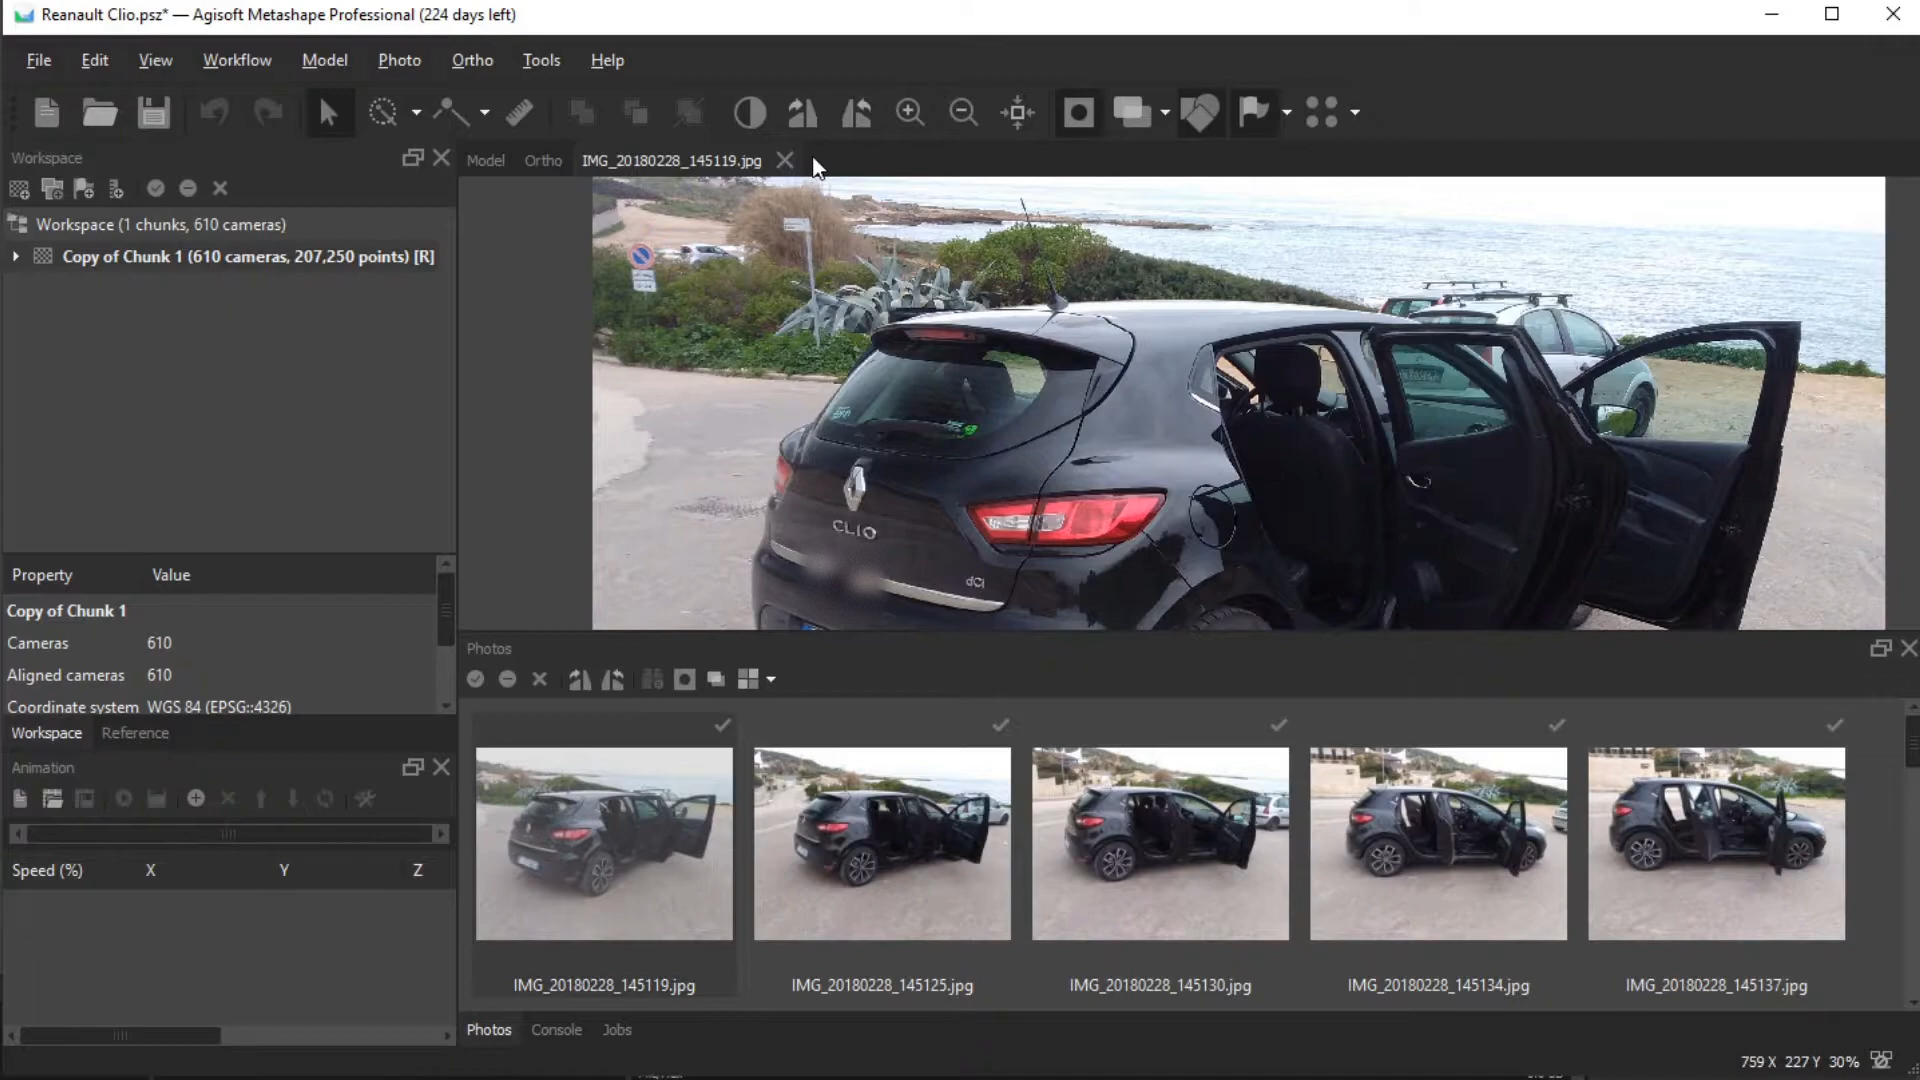 Reanault Clio.psz* — Agisoft Metashape Professional (224 days left)
File Edit View Workflow Model Photo Ortho Tools Help
Workspace
Model Ortho IMG_20180228_145119.jpg
Workspace (1 chunks, 610 cameras)
Copy of Chunk 1 (610 cameras, 207,250 points) [R]
CLIO
dCi
Property Value
Copy of Chunk 1
Cameras 610
Aligned cameras 610
Coordinate system WGS 84 (EPSG::4326)
Workspace Reference
Animation
Speed (%) X Y Z
Photos
IMG_20180228_145119.jpg
IMG_20180228_145125.jpg
IMG_20180228_145130.jpg
IMG_20180228_145134.jpg
IMG_20180228_145137.jpg
Photos Console Jobs
759 X 227 Y 30%